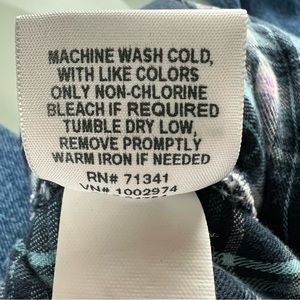 MACHINE WASH COLD,
WITH LIKE COLORS
ONLY NON-CHLORINE
BLEACH IF REQUIRED
TUMBLE DRY LOW,
REMOVE PROMPTLY
WARM IRON IF NEEDED
RN# 71341
VN# 1002974